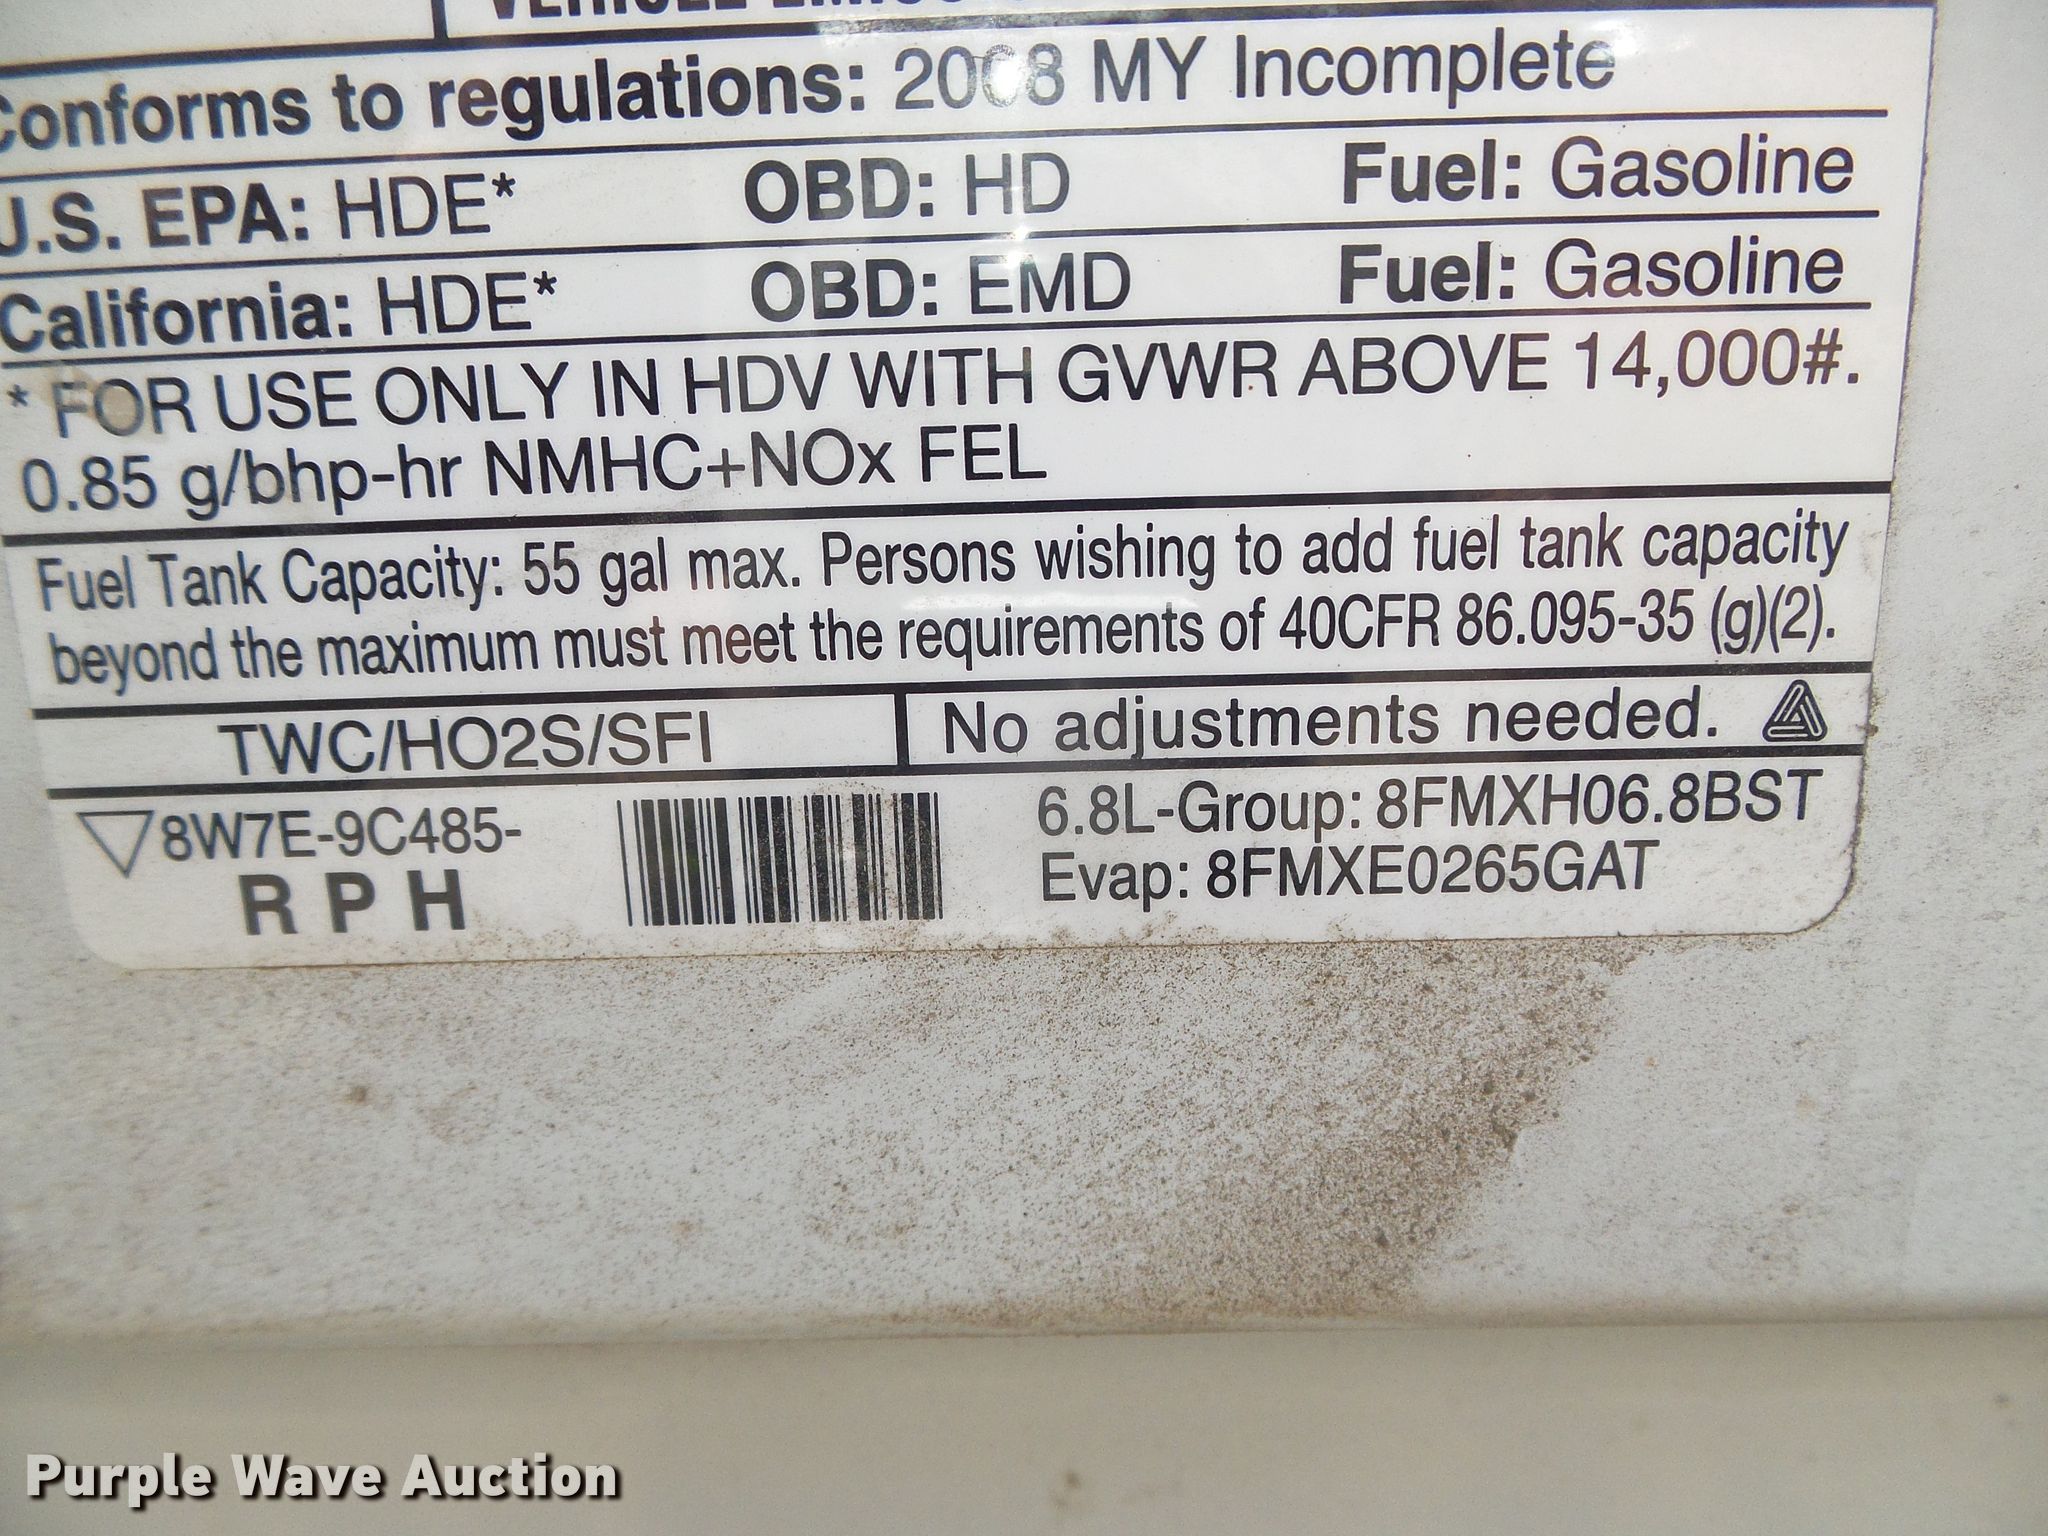 Conforms to regulations: 2008 MY Incomplete
U.S. EPA: HDE* OBD: HD Fuel: Gasoline
California: HDE* OBD: EMD Fuel: Gasoline
* FOR USE ONLY IN HDV WITH GVWR ABOVE 14,000#.
0.85 g/bhp-hr NMHC+NOx FEL
Fuel Tank Capacity: 55 gal max. Persons wishing to add fuel tank capacity
beyond the maximum must meet the requirements of 40CFR 86.095-35 (g)(2).
TWC/HO2S/SFI No adjustments needed.
8W7E-9C485- 6.8L-Group: 8FMXH06.8BST
R P H Evap: 8FMXE0265GAT
Purple Wave Auction